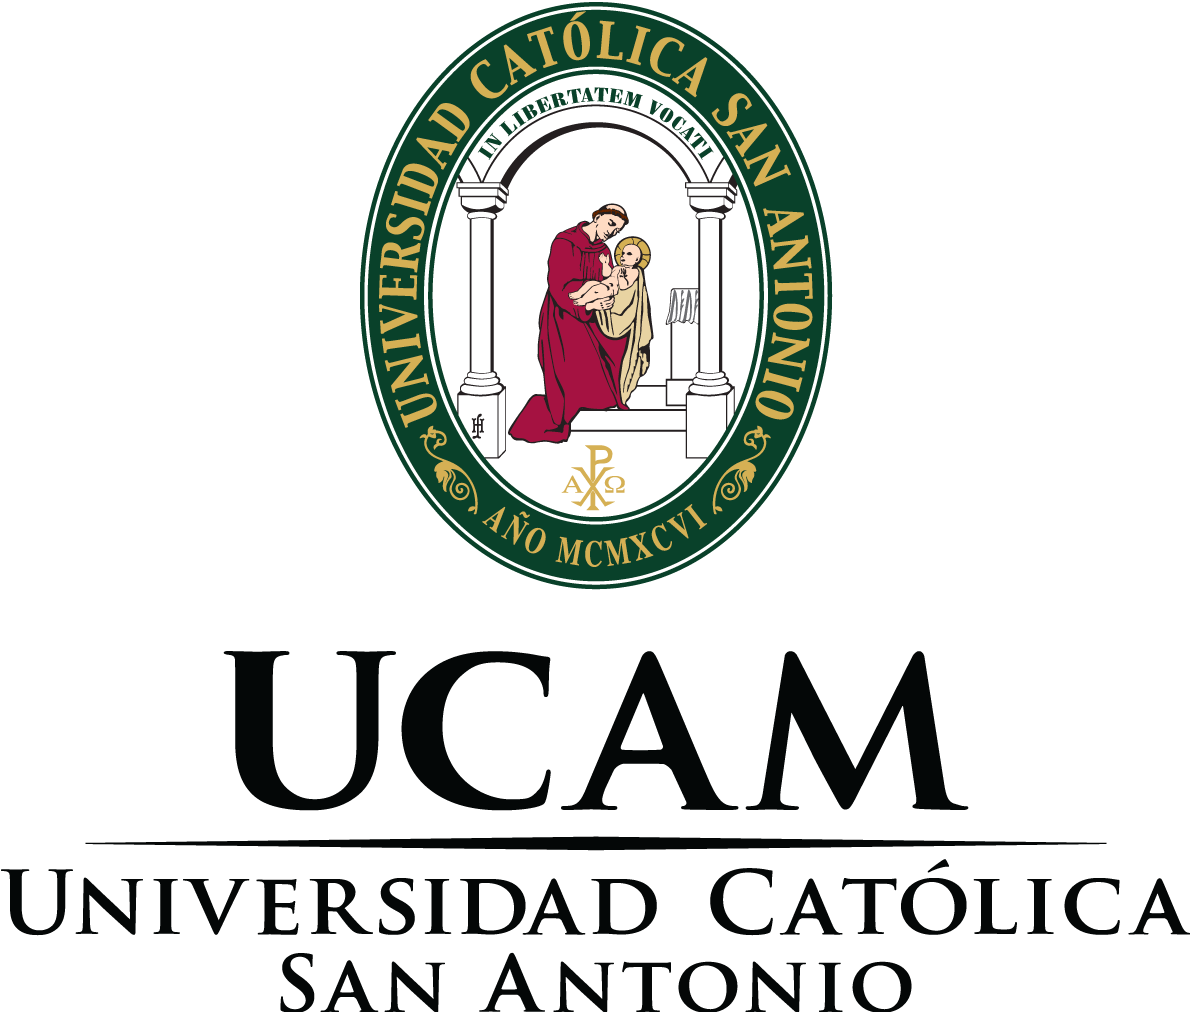 UNIVERSIDAD CATÓLICA SAN ANTONIO
IN LIBERTATEM VOCATI
Α Ω
AÑO MCMXCVI
UCAM
UNIVERSIDAD CATÓLICA
SAN ANTONIO